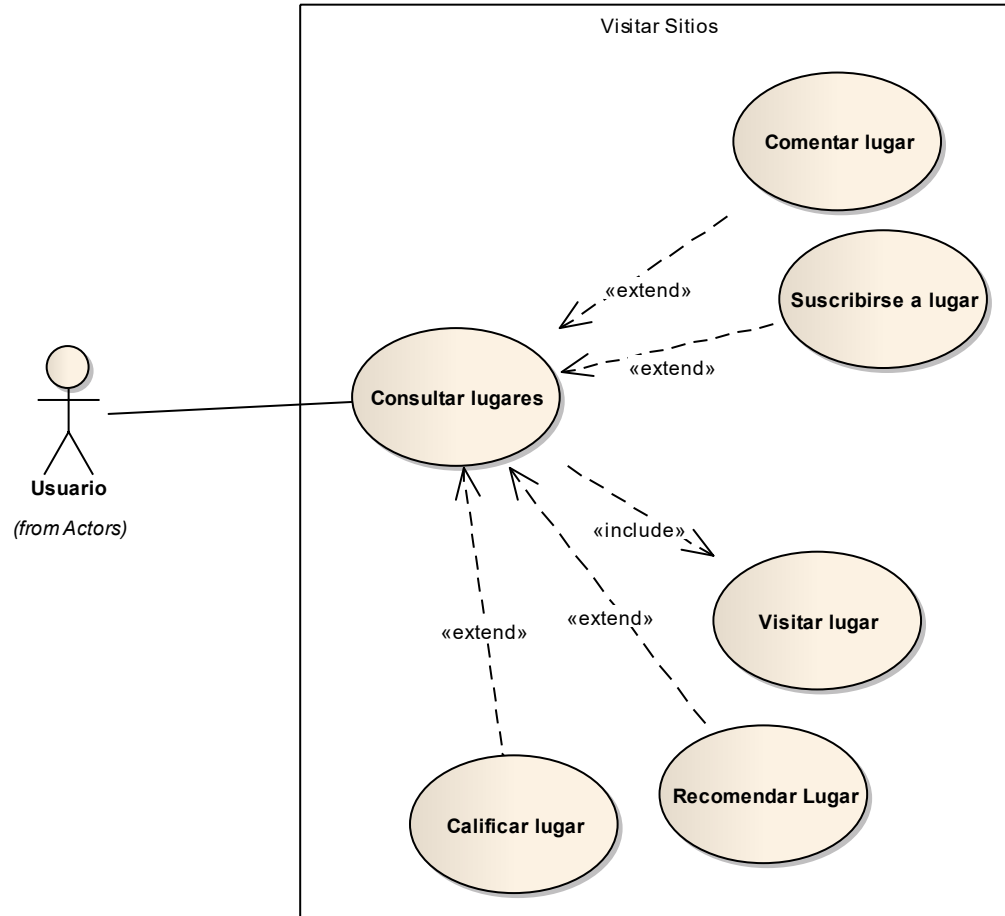 Visitar Sitios
Comentar lugar
«extend»
Suscribirse a lugar
«extend»
Consultar lugares
Usuario
(from Actors)
«include»
Visitar lugar
«extend»
«extend»
Recomendar Lugar
Calificar lugar